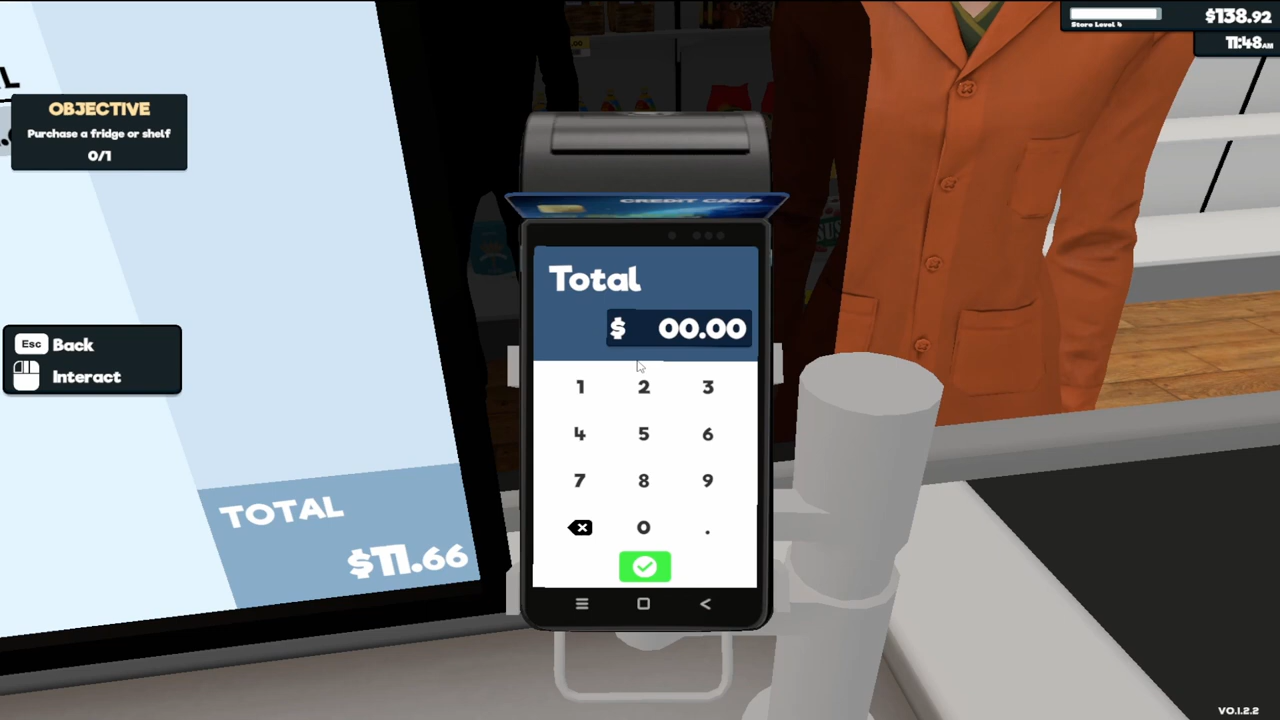 $138.92
Store Level 4
11:48AM
OBJECTIVE
Purchase a fridge or shelf
0/1
CREDIT CARD
Total
$ 00.00
Esc Back
Interact
1 2 3
4 5 6
7 8 9
0 .
TOTAL
$11.66
V0.1.2.2